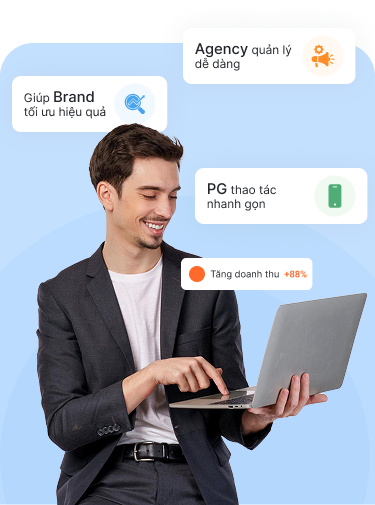 Agency quản lý
dễ dàng
Giúp Brand
tối ưu hiệu quả
PG thao tác
nhanh gọn
Tăng doanh thu +88%